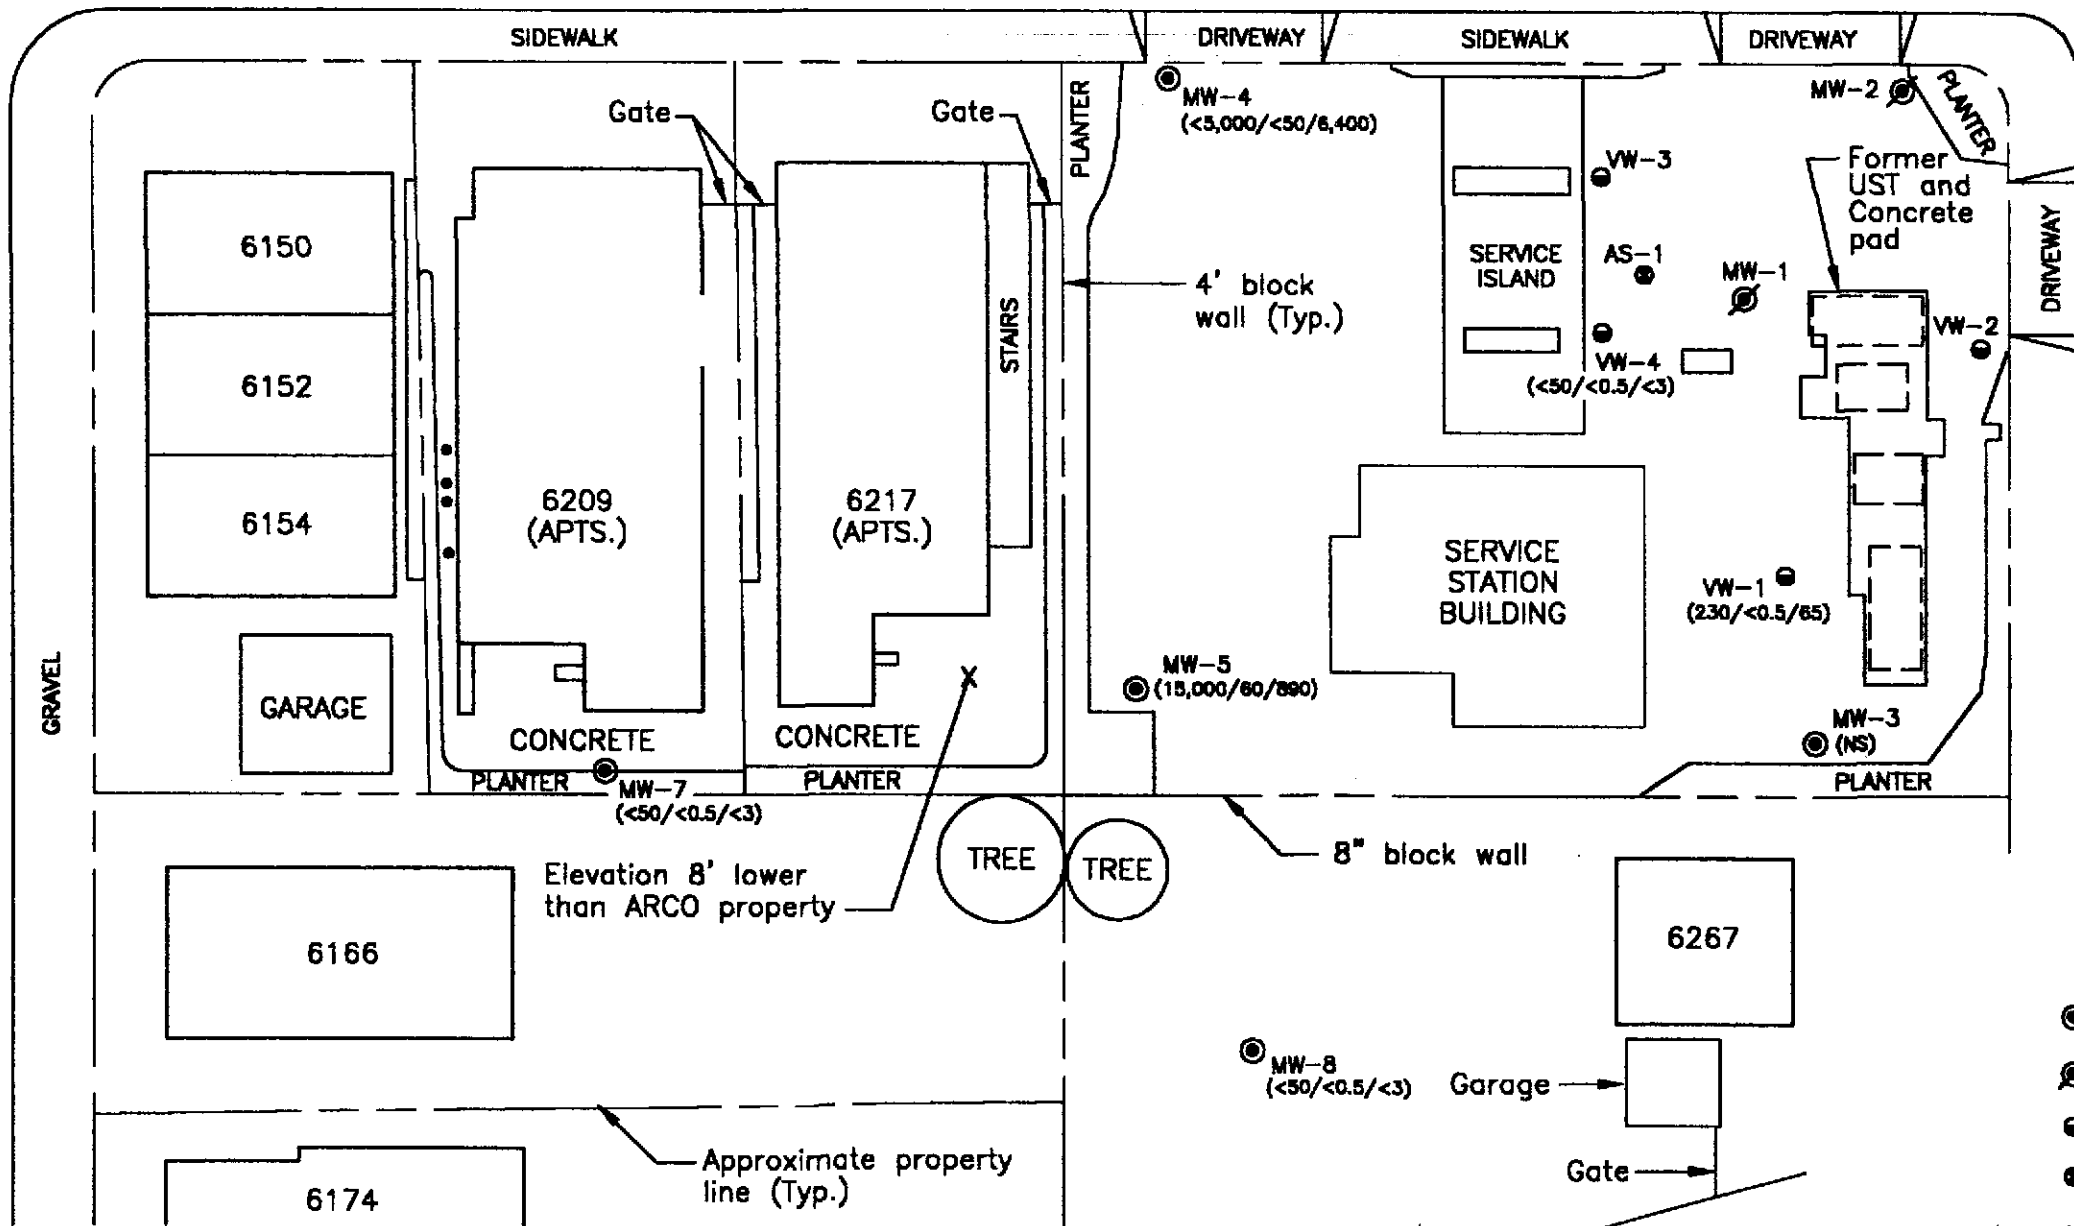 SIDEWALK
DRIVEWAY
SIDEWALK
DRIVEWAY
Gate
Gate
PLANTER
MW-4
(<5,000/<50/6,400)
MW-2
PLANTER
VW-3
Former
UST and
Concrete
pad
6150
SERVICE
ISLAND
AS-1
MW-1
DRIVEWAY
4' block
wall (Typ.)
STAIRS
VW-2
VW-4
(<50/<0.5/<3)
6152
6154
6209
(APTS.)
6217
(APTS.)
SERVICE
STATION
BUILDING
VW-1
(230/<0.5/65)
GRAVEL
GARAGE
MW-5
(15,000/60/890)
X
CONCRETE
CONCRETE
MW-3
(NS)
PLANTER
PLANTER
PLANTER
MW-7
(<50/<0.5/<3)
TREE
TREE
8" block wall
Elevation 8' lower
than ARCO property
6166
6267
MW-8
(<50/<0.5/<3)
Garage
Approximate property
line (Typ.)
Gate
6174